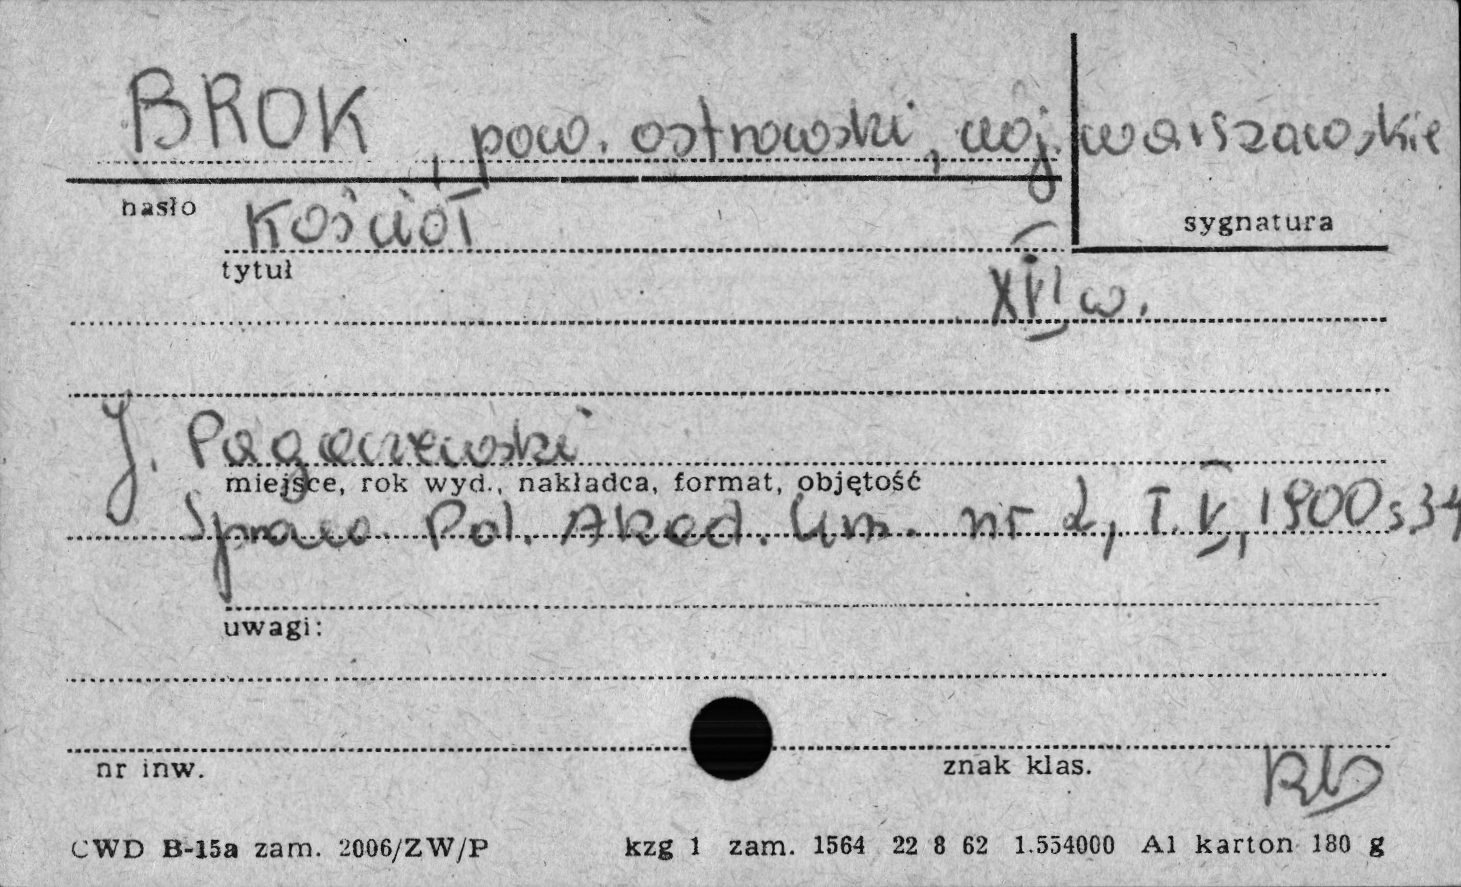 BROK, pow. ostrowski, woj. warszawskie
hasło
Kościół
sygnatura
tytuł
XVI w.
J. Pagaczewski
miejsce, rok wyd., nakładca, format, objętość
Spraw. Pol. Akad. Um. nr 2, T. V, 1900 s. 34
uwagi:
nr inw.
znak klas.
CWD B-15a zam. 2006/ZW/P kzg 1 zam. 1564 22 8 62 1.554000 A1 karton 180 g